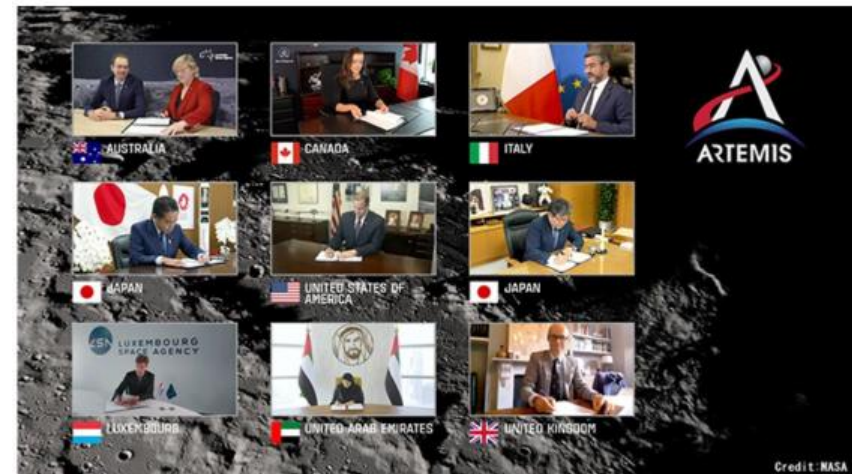 ARTEMIS
AUSTRALIA
CANADA
ITALY
JAPAN
UNITED STATES OF
AMERICA
JAPAN
LUXEMBOURG
SPACE AGENCY
LUXEMBOURG
UNITED ARAB EMIRATES
UNITED KINGDOM
Credit:NASA